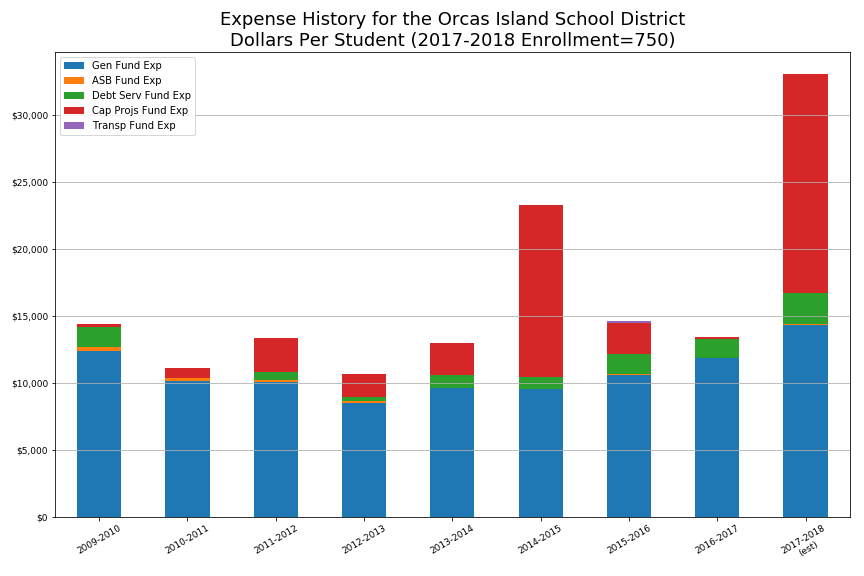 Expense History for the Orcas Island School District
Dollars Per Student (2017-2018 Enrollment=750)
Gen Fund Exp
ASB Fund Exp
Debt Serv Fund Exp
Cap Projs Fund Exp
Transp Fund Exp
$30,000
$25,000
$20,000
$15,000
$10,000
$5,000
$0
2009-2010
2010-2011
2011-2012
2012-2013
2013-2014
2014-2015
2015-2016
2016-2017
2017-2018
(est)